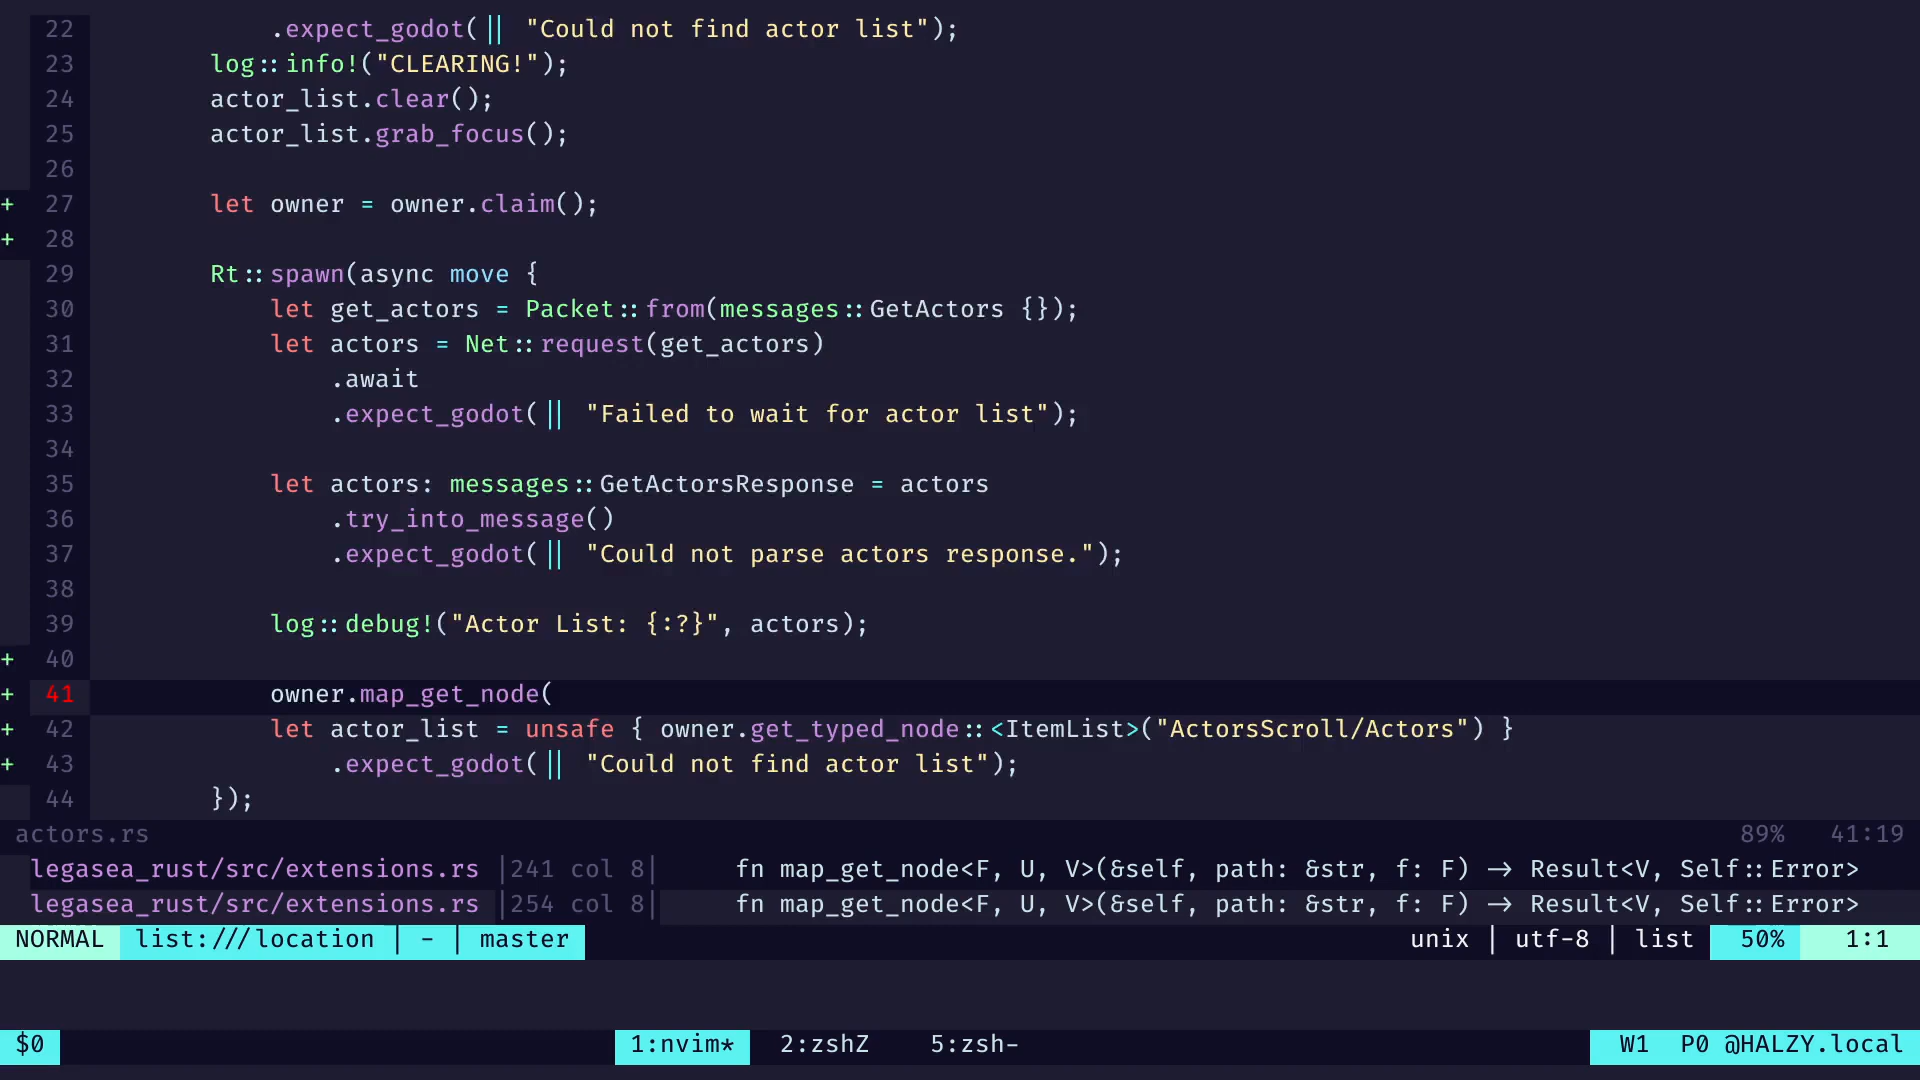 22             .expect_godot(|| "Could not find actor list");
23         log::info!("CLEARING!");
24         actor_list.clear();
25         actor_list.grab_focus();
26
+ 27         let owner = owner.claim();
+ 28
29         Rt::spawn(async move {
30             let get_actors = Packet::from(messages::GetActors {});
31             let actors = Net::request(get_actors)
32                 .await
33                 .expect_godot(|| "Failed to wait for actor list");
34
35             let actors: messages::GetActorsResponse = actors
36                 .try_into_message()
37                 .expect_godot(|| "Could not parse actors response.");
38
39             log::debug!("Actor List: {:?}", actors);
+ 40
+ 41             owner.map_get_node(
+ 42             let actor_list = unsafe { owner.get_typed_node::<ItemList>("ActorsScroll/Actors") }
+ 43                 .expect_godot(|| "Could not find actor list");
44         });
actors.rs 89% 41:19
legasea_rust/src/extensions.rs |241 col 8| fn map_get_node<F, U, V>(&self, path: &str, f: F) -> Result<V, Self::Error>
legasea_rust/src/extensions.rs |254 col 8| fn map_get_node<F, U, V>(&self, path: &str, f: F) -> Result<V, Self::Error>
NORMAL list:///location | - | master unix | utf-8 | list 50% 1:1
$0 1:nvim* 2:zshZ 5:zsh- W1 P0 @HALZY.local